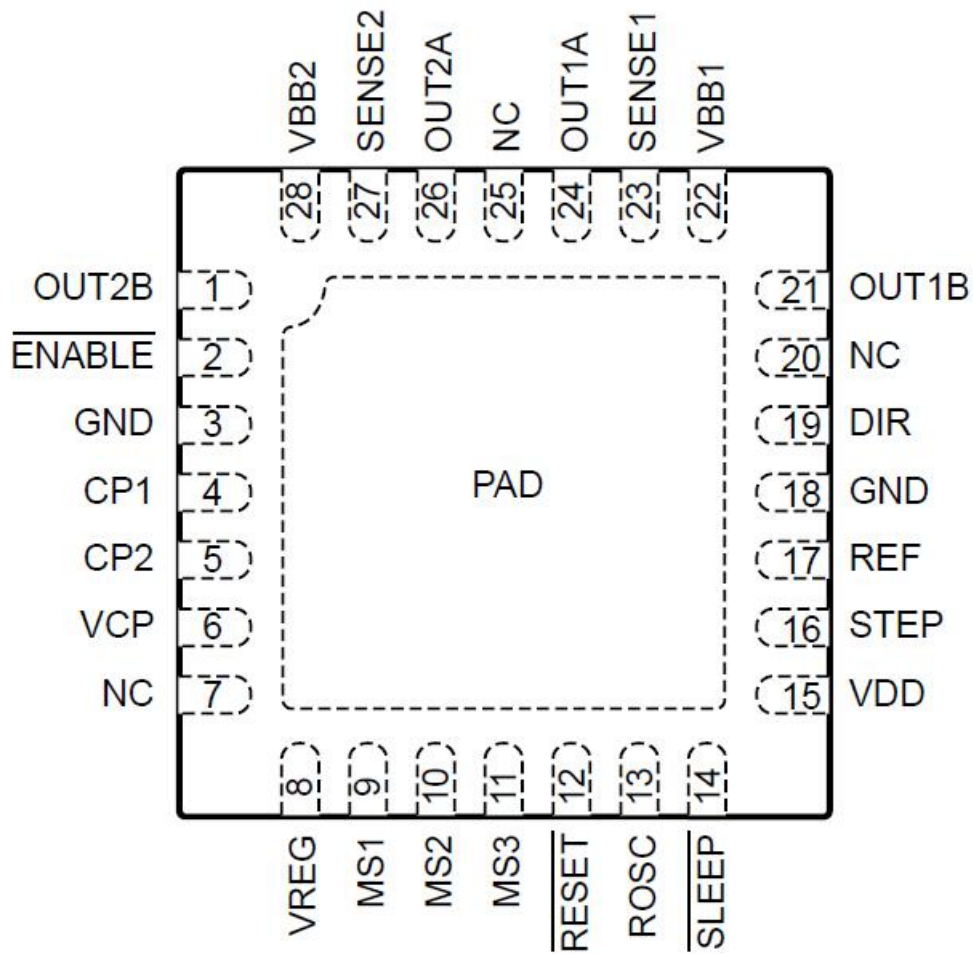 VBB2
SENSE2
OUT2A
NC
OUT1A
SENSE1
VBB1
28
27
26
25
24
23
22
OUT2B 1
ENABLE 2
GND 3
CP1 4
CP2 5
VCP 6
NC 7
PAD
21 OUT1B
20 NC
19 DIR
18 GND
17 REF
16 STEP
15 VDD
8
9
10
11
12
13
14
VREG
MS1
MS2
MS3
RESET
ROSC
SLEEP